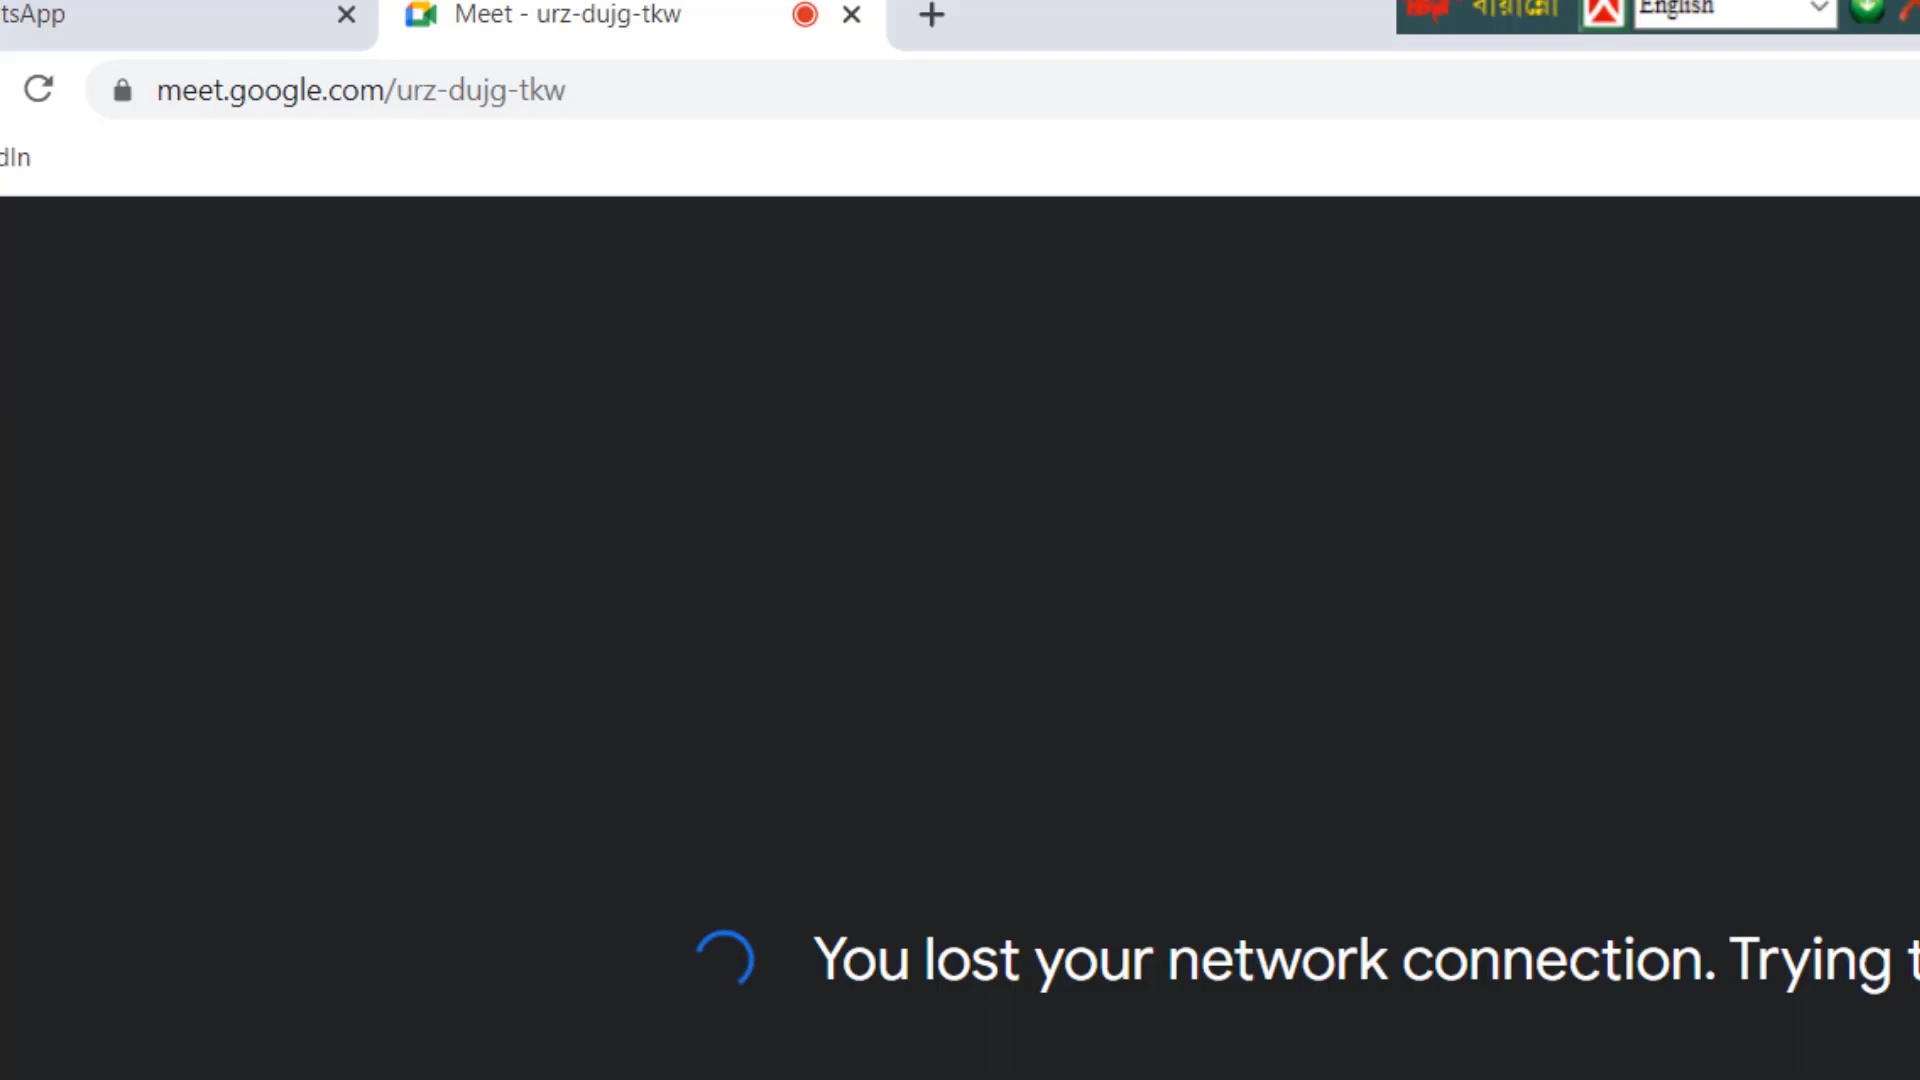 tsApp
Meet - urz-dujg-tkw
বায়ান্নো
English
meet.google.com/urz-dujg-tkw
dIn
You lost your network connection. Trying t